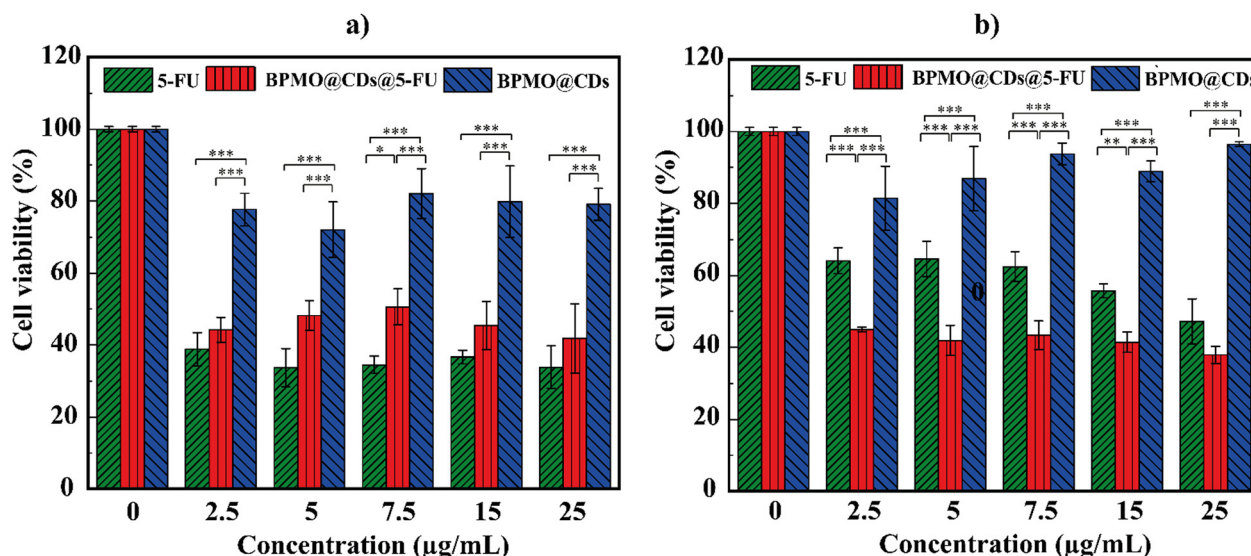 a)
120
100
80
60
40
20
0
Cell viability (%)
5-FU BPMO@CDs@5-FU BPMO@CDs
*** ***
*** ***
*** * ***
*** ***
*** ***
0 2.5 5 7.5 15 25
Concentration (µg/mL)
b)
120
100
80
60
40
20
0
Cell viability (%)
5-FU BPMO@CDs@5-FU BPMO@CDs
*** *** ***
*** *** ***
*** *** ***
*** ** ***
*** ***
0
0 2.5 5 7.5 15 25
Concentration (µg/mL)